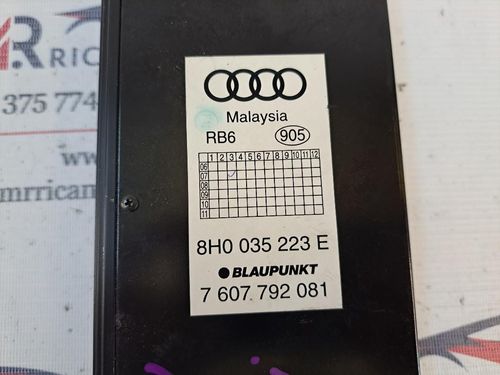 R RIC
375 774
www.
mrrican
Malaysia
RB6 905
1 2 3 4 5 6 7 8 9 10 11 12
06
07
08
09
10
11
8H0 035 223 E
BLAUPUNKT
7 607 792 081